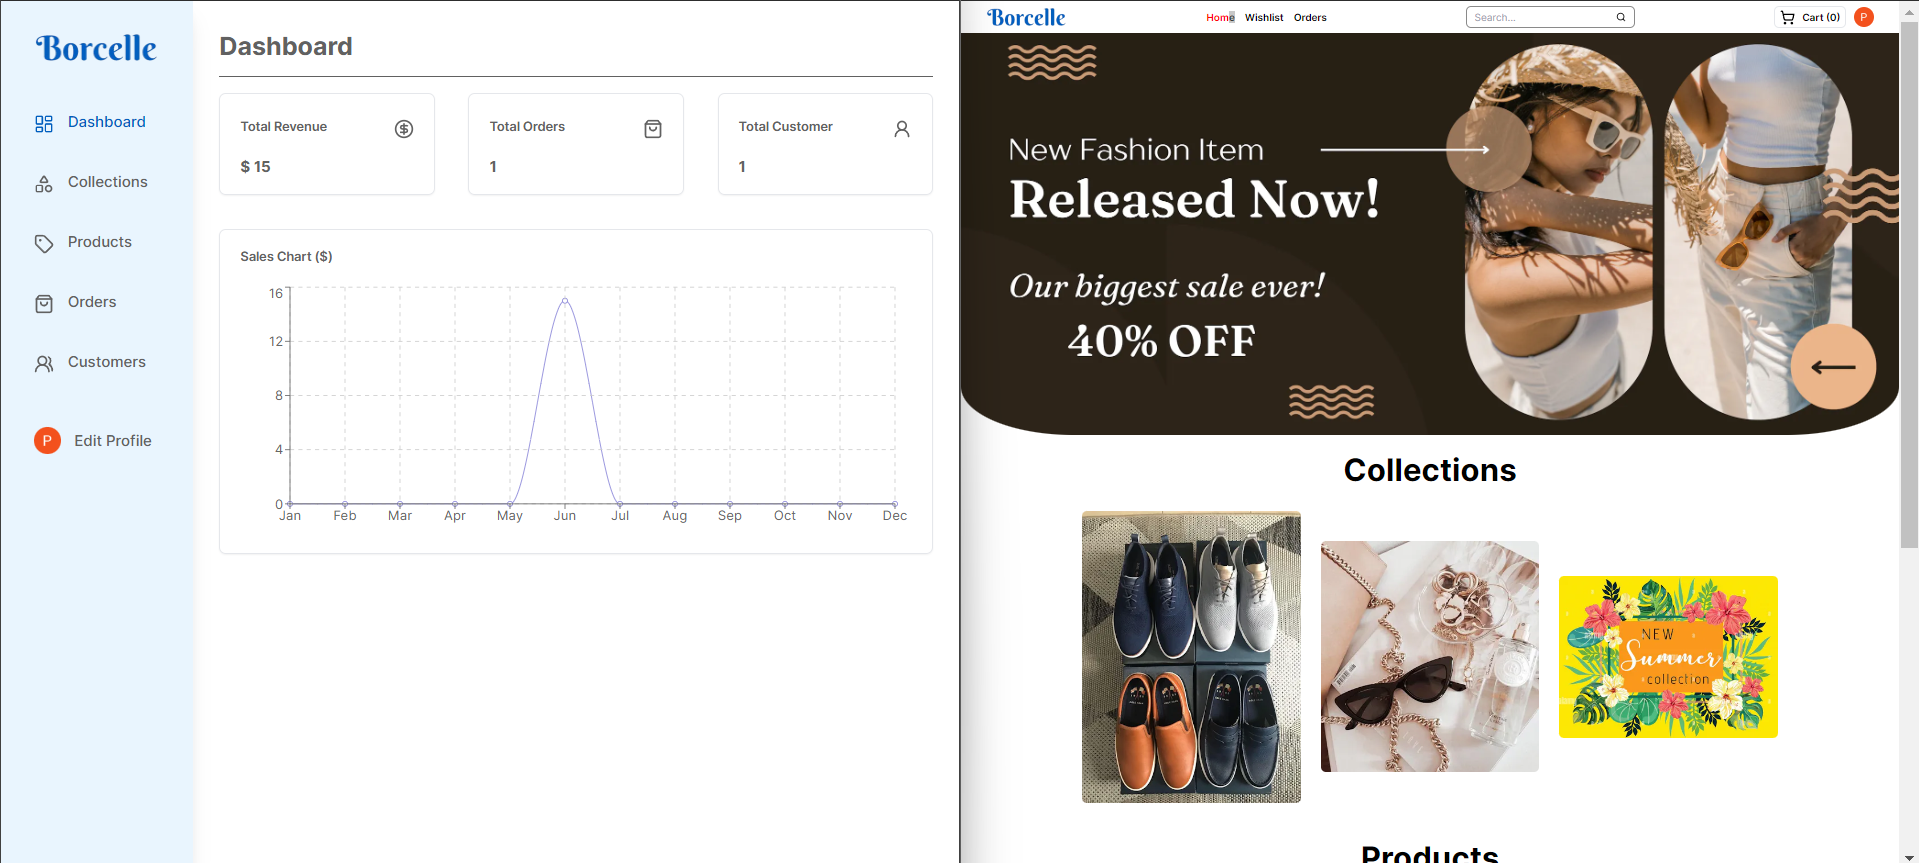 Borcelle
Dashboard
Collections
Products
Orders
Customers
P Edit Profile
Dashboard
Total Revenue
$ 15
Total Orders
1
Total Customer
1
Sales Chart ($)
16
12
8
4
0
Jan Feb Mar Apr May Jun Jul Aug Sep Oct Nov Dec
Borcelle
Home Wishlist Orders
Search...
Cart (0)
P
New Fashion Item
Released Now!
Our biggest sale ever!
40% OFF
Collections
NEW
Summer
collection
Products